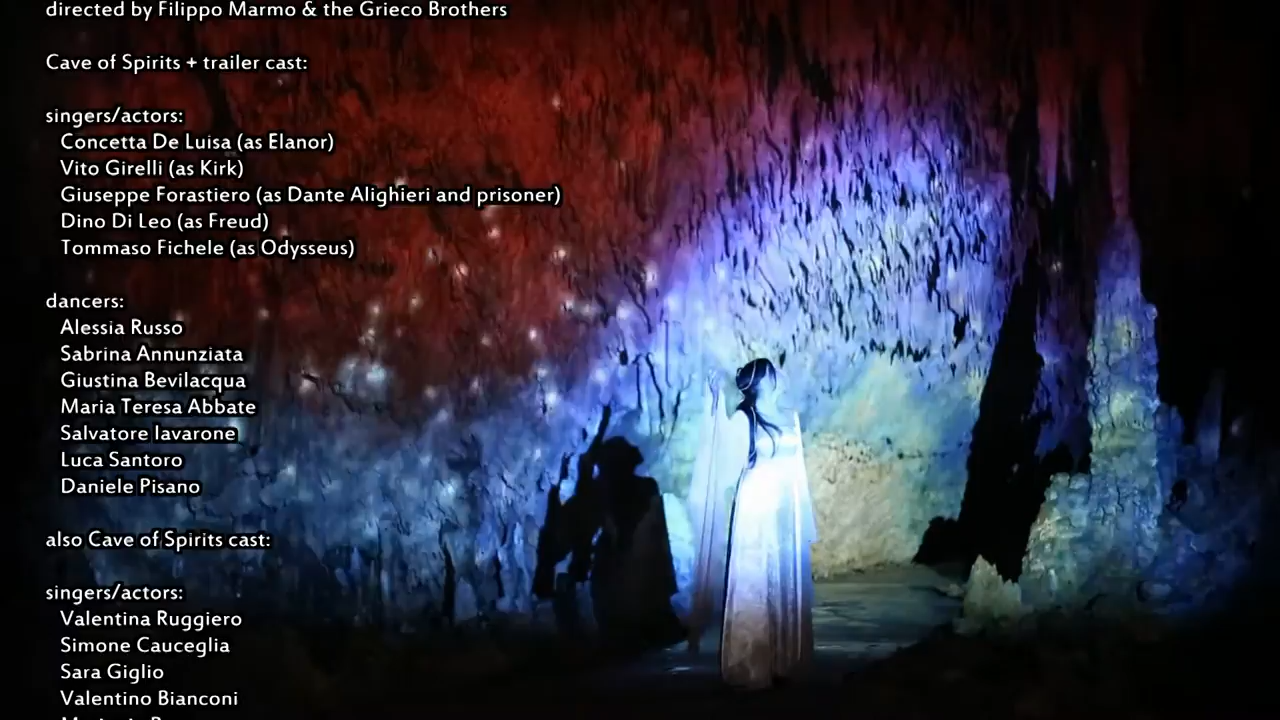 directed by Filippo Marmo & the Grieco Brothers
Cave of Spirits + trailer cast:
singers/actors:
Concetta De Luisa (as Elanor)
Vito Girelli (as Kirk)
Giuseppe Forastiero (as Dante Alighieri and prisoner)
Dino Di Leo (as Freud)
Tommaso Fichele (as Odysseus)
dancers:
Alessia Russo
Sabrina Annunziata
Giustina Bevilacqua
Maria Teresa Abbate
Salvatore Iavarone
Luca Santoro
Daniele Pisano
also Cave of Spirits cast:
singers/actors:
Valentina Ruggiero
Simone Cauceglia
Sara Giglio
Valentino Bianconi